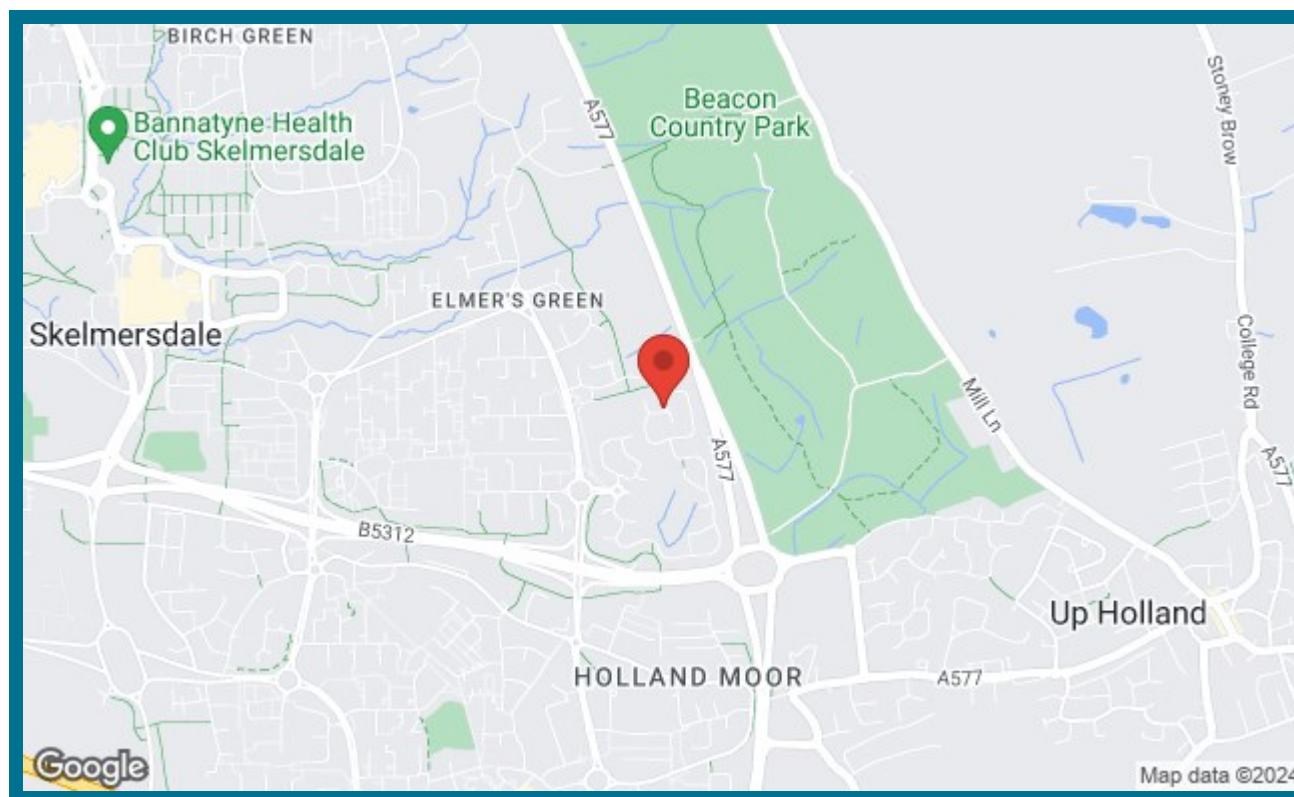 BIRCH GREEN
Bannatyne Health
Club Skelmersdale
A577
Beacon
Country Park
Stoney Brow
ELMER'S GREEN
Skelmersdale
College Rd
Mill Ln
A577
A577
B5312
Up Holland
HOLLAND MOOR
A577
Google
Map data ©2024